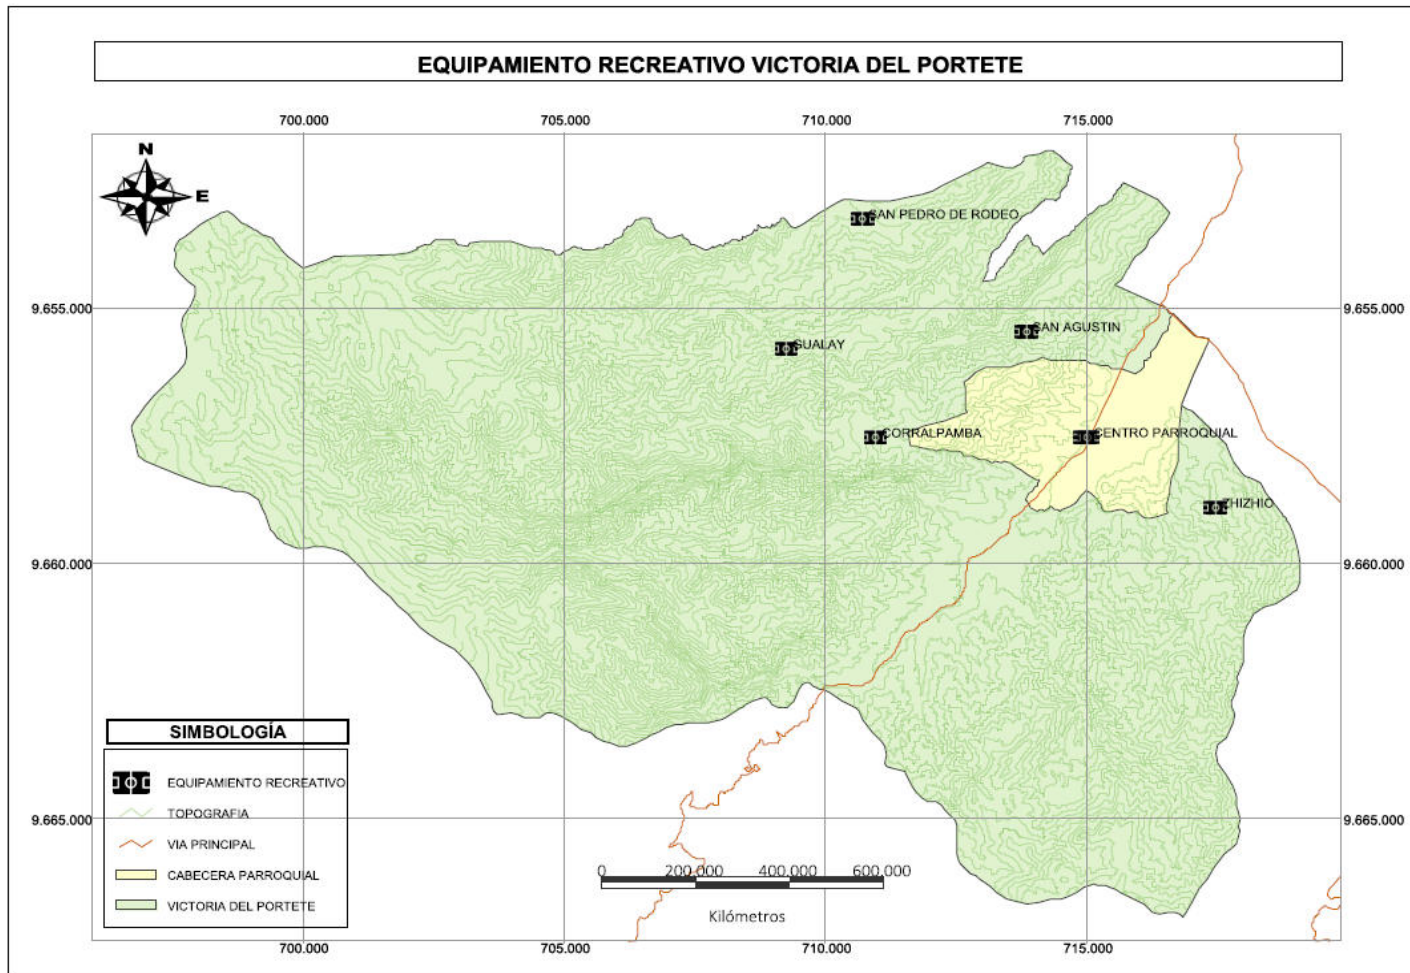 EQUIPAMIENTO RECREATIVO VICTORIA DEL PORTETE
700.000 705.000 710.000 715.000
N
E
SAN PEDRO DE RODEO
9.655.000 9.655.000
SAN AGUSTIN
GUALAY
CORRALPAMBA
CENTRO PARROQUIAL
ZHIZHIO
9.660.000 9.660.000
SIMBOLOGÍA
EQUIPAMIENTO RECREATIVO
TOPOGRAFIA
VIA PRINCIPAL
CABECERA PARROQUIAL
VICTORIA DEL PORTETE
9.665.000 9.665.000
0 200.000 400.000 600.000
Kilómetros
700.000 705.000 710.000 715.000